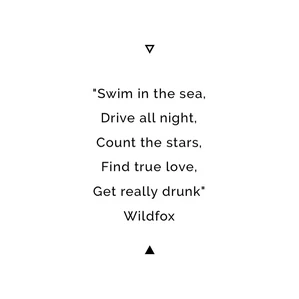 "Swim in the sea,
Drive all night,
Count the stars,
Find true love,
Get really drunk"
Wildfox